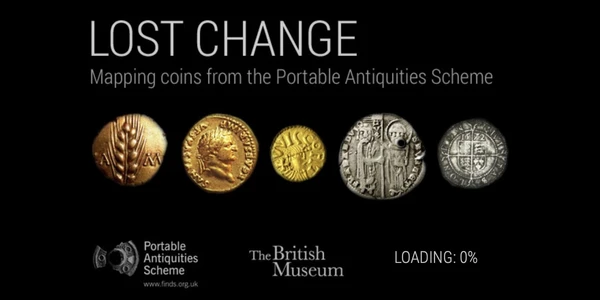 LOST CHANGE
Mapping coins from the Portable Antiquities Scheme
Portable
Antiquities
Scheme
www.finds.org.uk
The British
Museum
LOADING: 0%